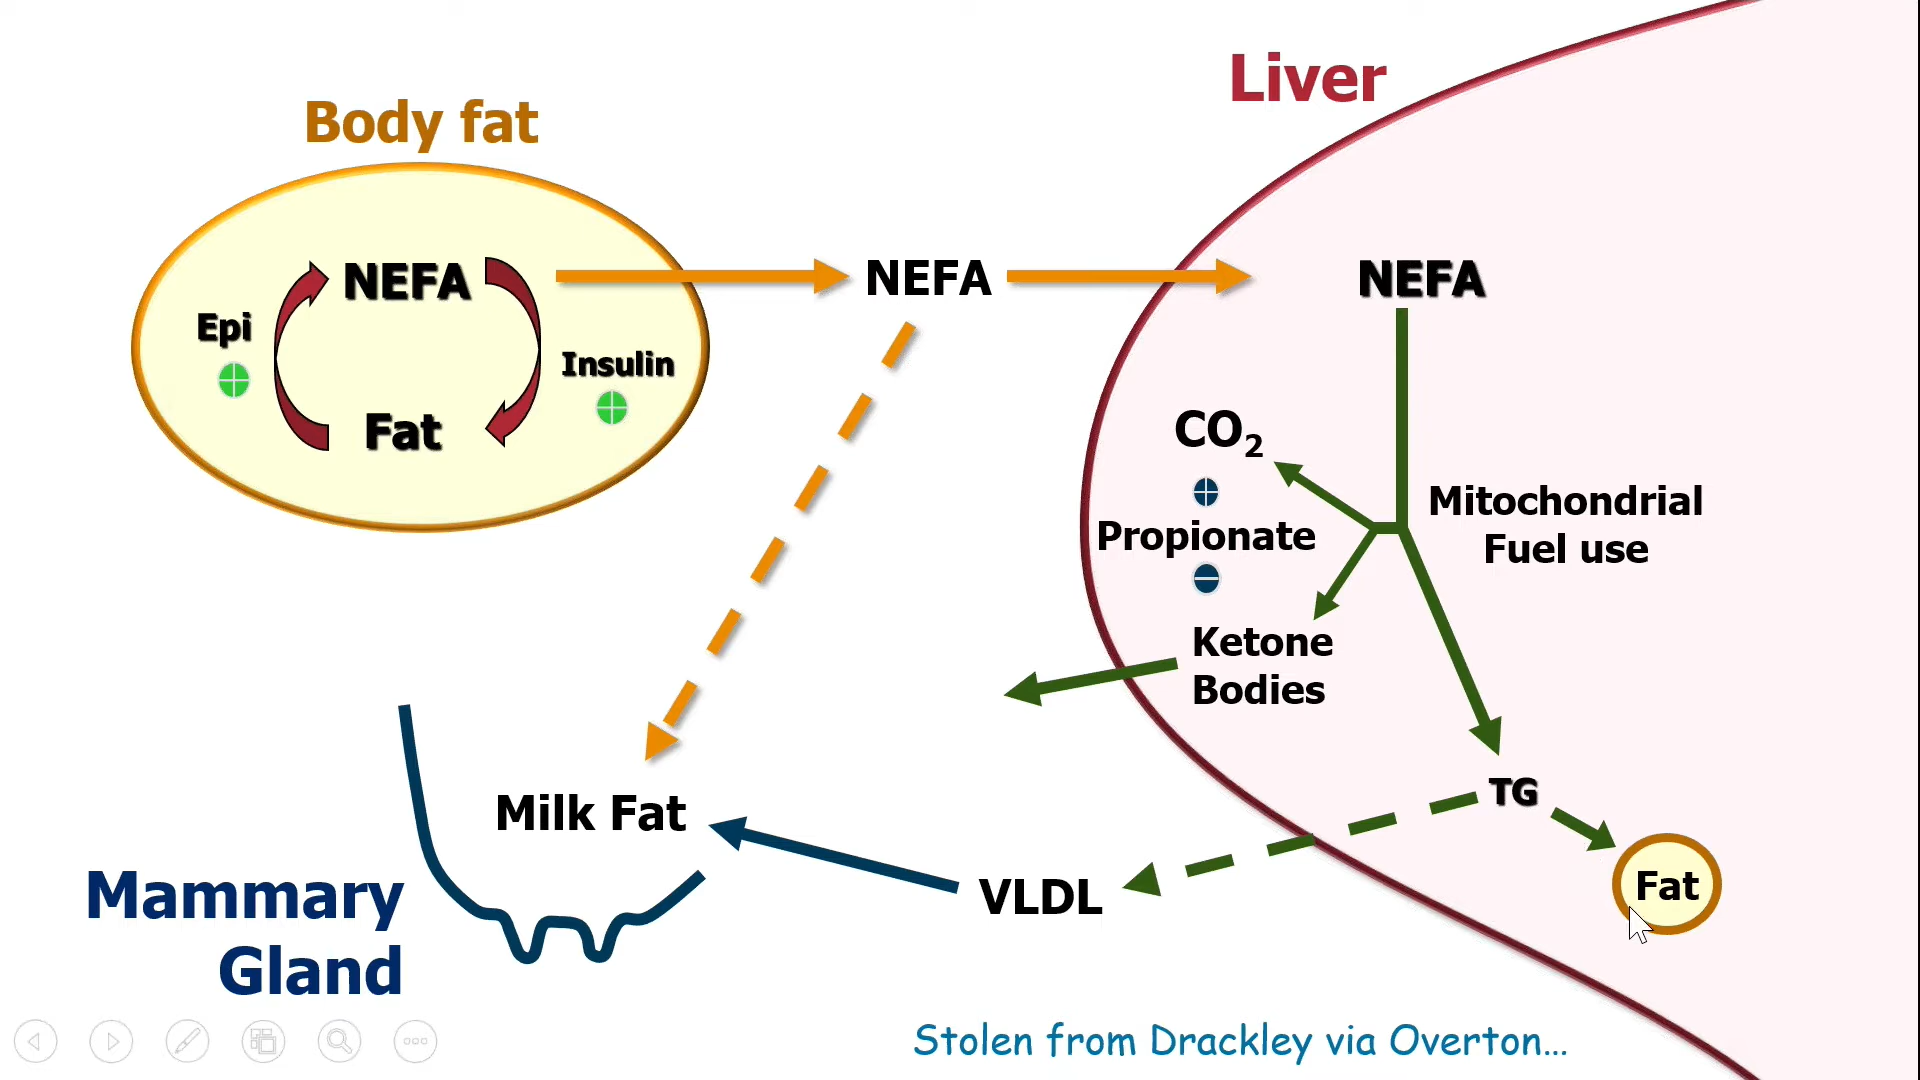 Liver
Body fat
NEFA
NEFA
NEFA
Epi
Insulin
Fat
CO₂
Propionate
Mitochondrial
Fuel use
Ketone
Bodies
TG
Milk Fat
VLDL
Fat
Mammary
Gland
Stolen from Drackley via Overton...